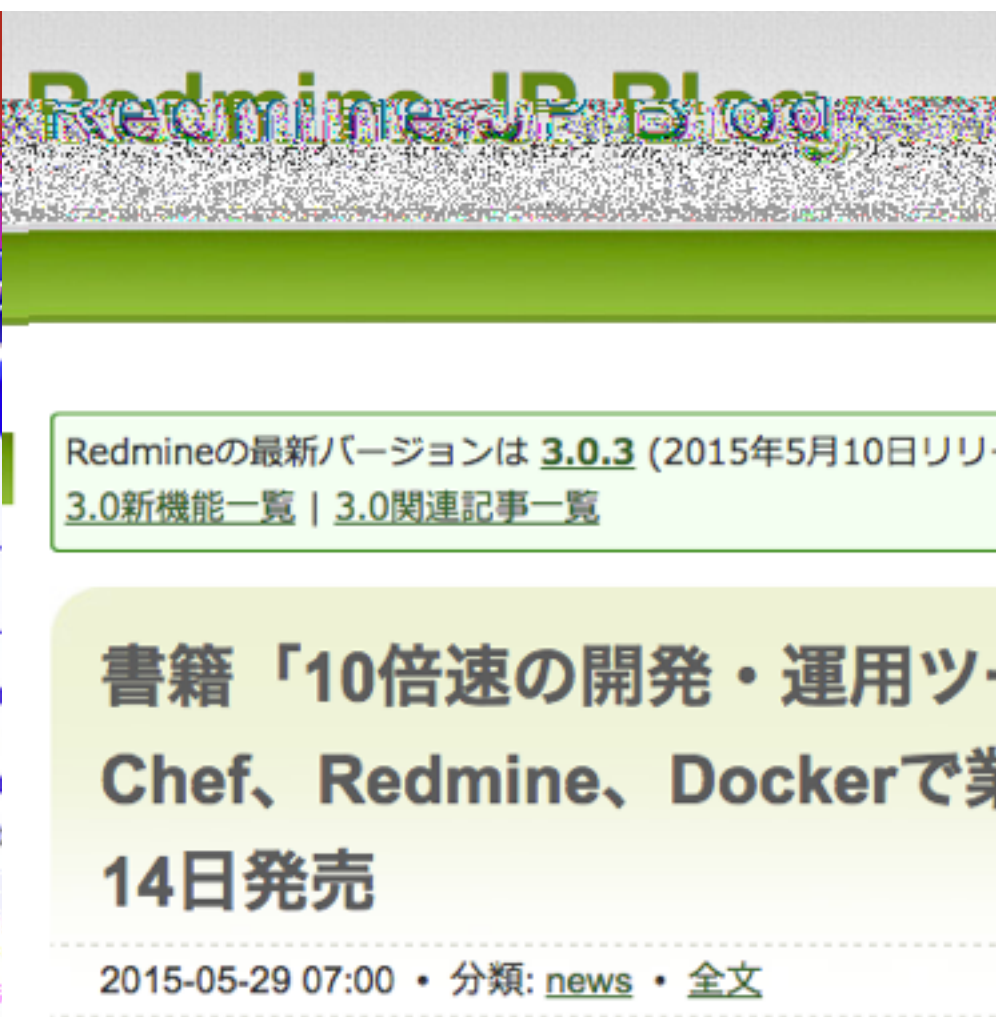 Redmine.JP Blog
Redmineの最新バージョンは 3.0.3 (2015年5月10日リリ
3.0新機能一覧 | 3.0関連記事一覧
書籍「10倍速の開発・運用ツー
Chef、Redmine、Dockerで業
14日発売
2015-05-29 07:00 • 分類: news • 全文